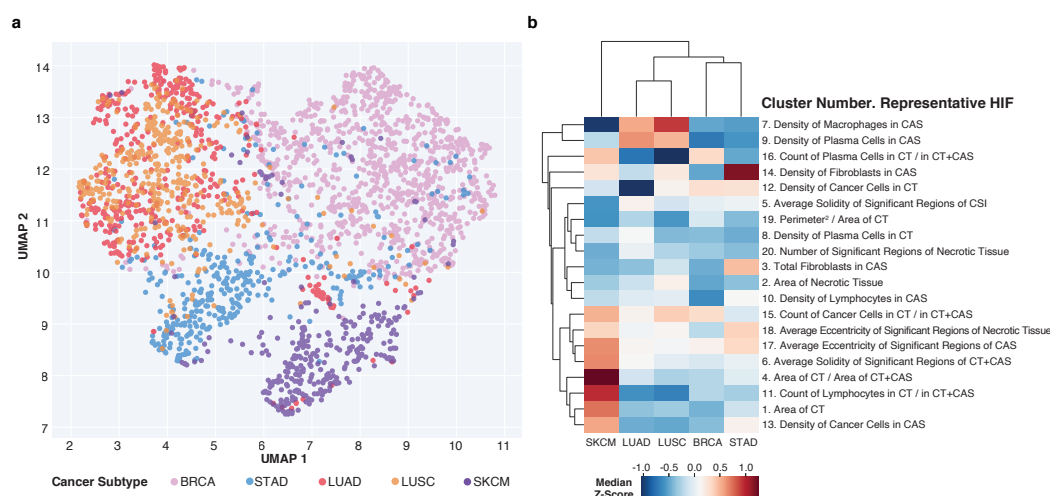 a
b
14
13
12
11
10
9
8
7
UMAP 2
2 3 4 5 6 7 8 9 10 11
UMAP 1
Cancer Subtype BRCA STAD LUAD LUSC SKCM
Cluster Number. Representative HIF
7. Density of Macrophages in CAS
9. Density of Plasma Cells in CAS
16. Count of Plasma Cells in CT / in CT+CAS
14. Density of Fibroblasts in CAS
12. Density of Cancer Cells in CT
5. Average Solidity of Significant Regions of CSI
19. Perimeter² / Area of CT
8. Density of Plasma Cells in CT
20. Number of Significant Regions of Necrotic Tissue
3. Total Fibroblasts in CAS
2. Area of Necrotic Tissue
10. Density of Lymphocytes in CAS
15. Count of Cancer Cells in CT / in CT+CAS
18. Average Eccentricity of Significant Regions of Necrotic Tissue
17. Average Eccentricity of Significant Regions of CAS
6. Average Solidity of Significant Regions of CT+CAS
4. Area of CT / Area of CT+CAS
11. Count of Lymphocytes in CT / in CT+CAS
1. Area of CT
13. Density of Cancer Cells in CAS
SKCM LUAD LUSC BRCA STAD
-1.0 -0.5 0.0 0.5 1.0
Median
Z-Score